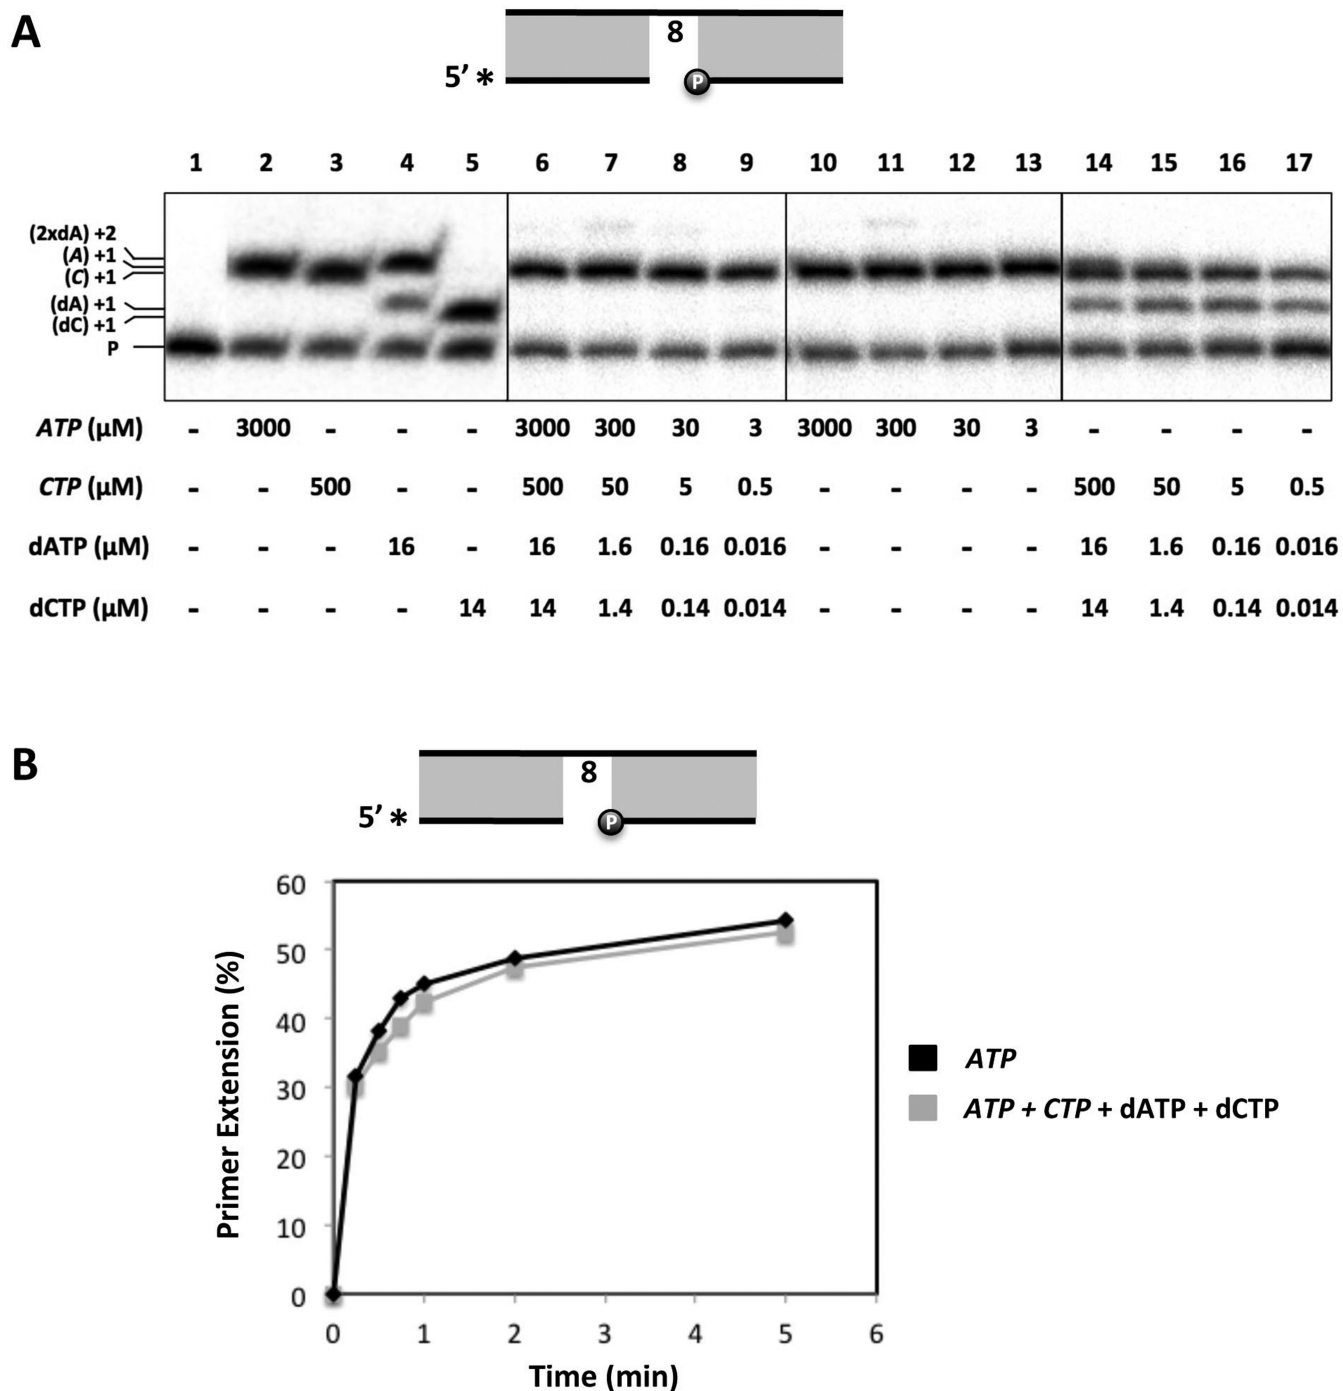 A
8
5’ *
P
1 2 3 4 5 6 7 8 9 10 11 12 13 14 15 16 17
(2xdA) +2
(A) +1
(C) +1
(dA) +1
(dC) +1
P
ATP (µM) - 3000 - - - 3000 300 30 3 3000 300 30 3 - - - -
CTP (µM) - - 500 - - 500 50 5 0.5 - - - - 500 50 5 0.5
dATP (µM) - - - 16 - 16 1.6 0.16 0.016 - - - - 16 1.6 0.16 0.016
dCTP (µM) - - - - 14 14 1.4 0.14 0.014 - - - - 14 1.4 0.14 0.014
B
8
5’ *
P
60
50
40
30
20
10
0
Primer Extension (%)
0 1 2 3 4 5 6
Time (min)
ATP
ATP + CTP + dATP + dCTP